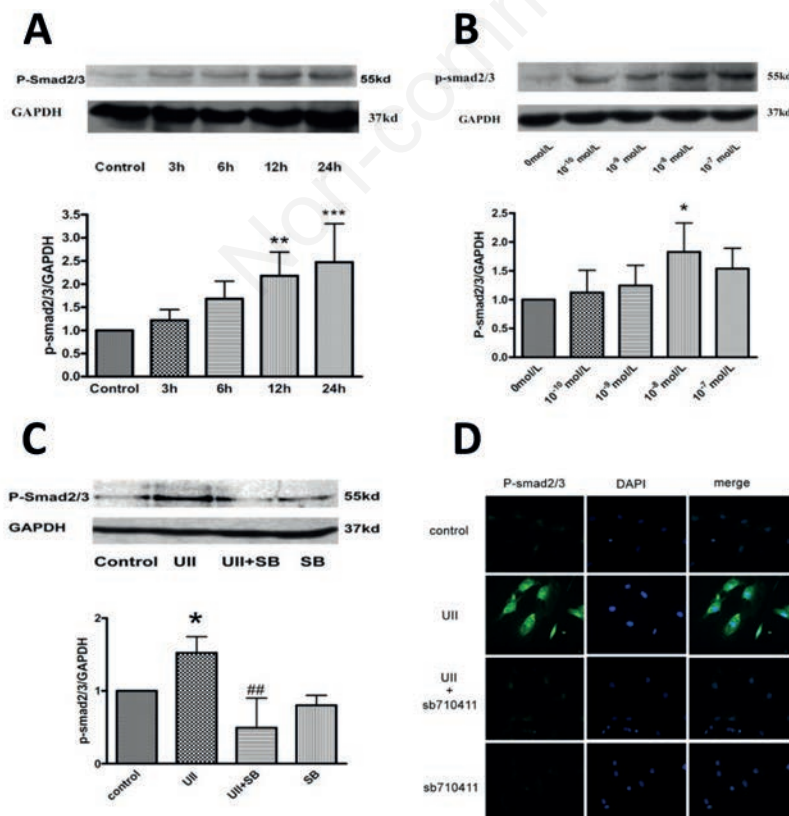 Non-comm
A
P-Smad2/3
55kd
GAPDH
37kd
Control 3h 6h 12h 24h
p-smad2/3/GAPDH
3.5
3.0
2.5
2.0
1.5
1.0
0.5
0.0
** ***
Control 3h 6h 12h 24h
B
p-smad2/3
55kd
GAPDH
37kd
0mol/L 10⁻¹⁰ mol/L 10⁻⁹ mol/L 10⁻⁸ mol/L 10⁻⁷ mol/L
P-smad2/3/GAPDH
2.5
2.0
1.5
1.0
0.5
0.0
*
0mol/L 10⁻¹⁰ mol/L 10⁻⁹ mol/L 10⁻⁸ mol/L 10⁻⁷ mol/L
C
P-Smad2/3
55kd
GAPDH
37kd
Control UII UII+SB SB
p-smad2/3/GAPDH
2
1
0
* ##
control UII UII+SB SB
D
P-smad2/3 DAPI merge
control
UII
UII
+
sb710411
sb710411